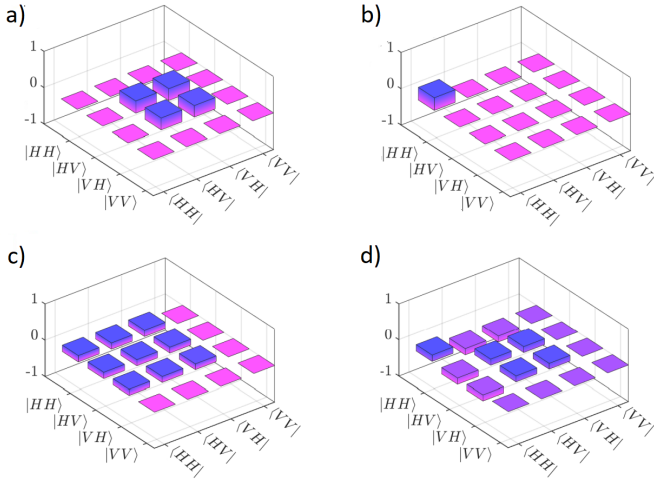 a)
1
0
-1
|HH⟩
|HV⟩
|VH⟩
|VV⟩
⟨HH|
⟨HV|
⟨VH|
⟨VV|
b)
1
0
-1
|HH⟩
|HV⟩
|VH⟩
|VV⟩
⟨HH|
⟨HV|
⟨VH|
⟨VV|
c)
1
0
-1
|HH⟩
|HV⟩
|VH⟩
|VV⟩
⟨HH|
⟨HV|
⟨VH|
⟨VV|
d)
1
0
-1
|HH⟩
|HV⟩
|VH⟩
|VV⟩
⟨HH|
⟨HV|
⟨VH|
⟨VV|